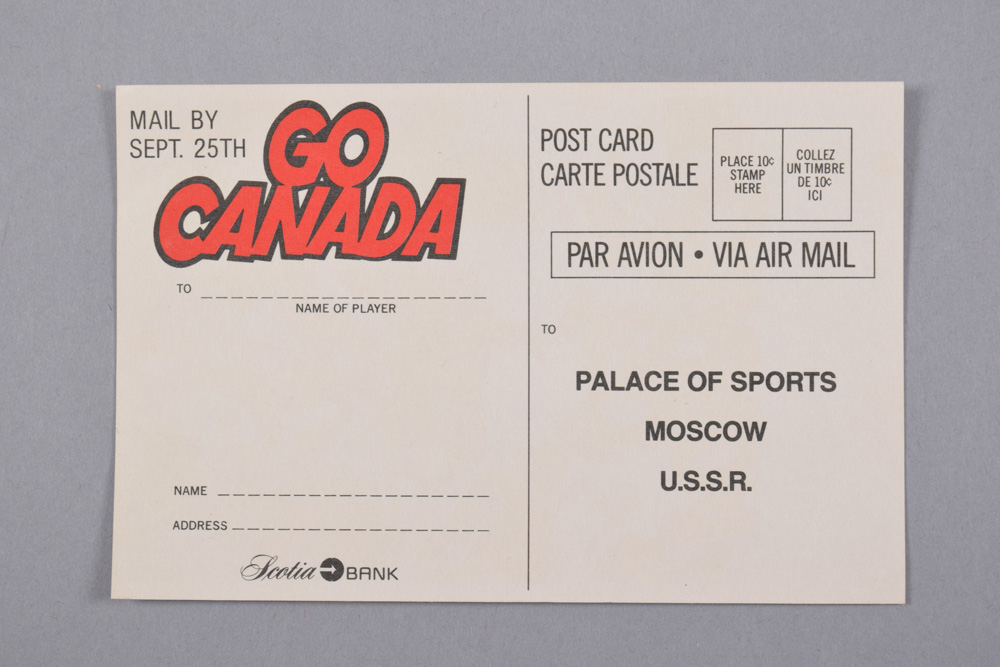 MAIL BY
SEPT. 25TH
GO
CANADA
TO
NAME OF PLAYER
NAME
ADDRESS
Scotia BANK
POST CARD
CARTE POSTALE
PLACE 10¢
STAMP
HERE
COLLEZ
UN TIMBRE
DE 10¢
ICI
PAR AVION • VIA AIR MAIL
TO
PALACE OF SPORTS
MOSCOW
U.S.S.R.